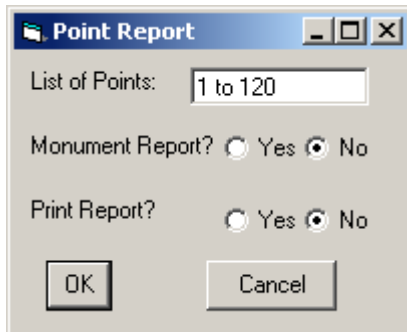 Point Report
List of Points: 1 to 120
Monument Report? Yes No
Print Report? Yes No
OK Cancel